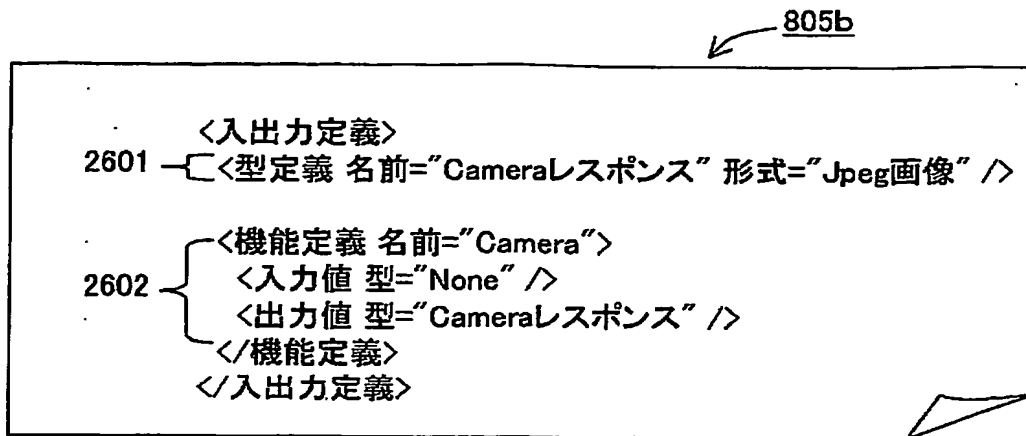 805b
<入出力定義>
2601 <型定義 名前="Cameraレスポンス" 形式="Jpeg画像" />
<機能定義 名前="Camera">
2602 <入力値 型="None" />
<出力値 型="Cameraレスポンス" />
</機能定義>
</入出力定義>